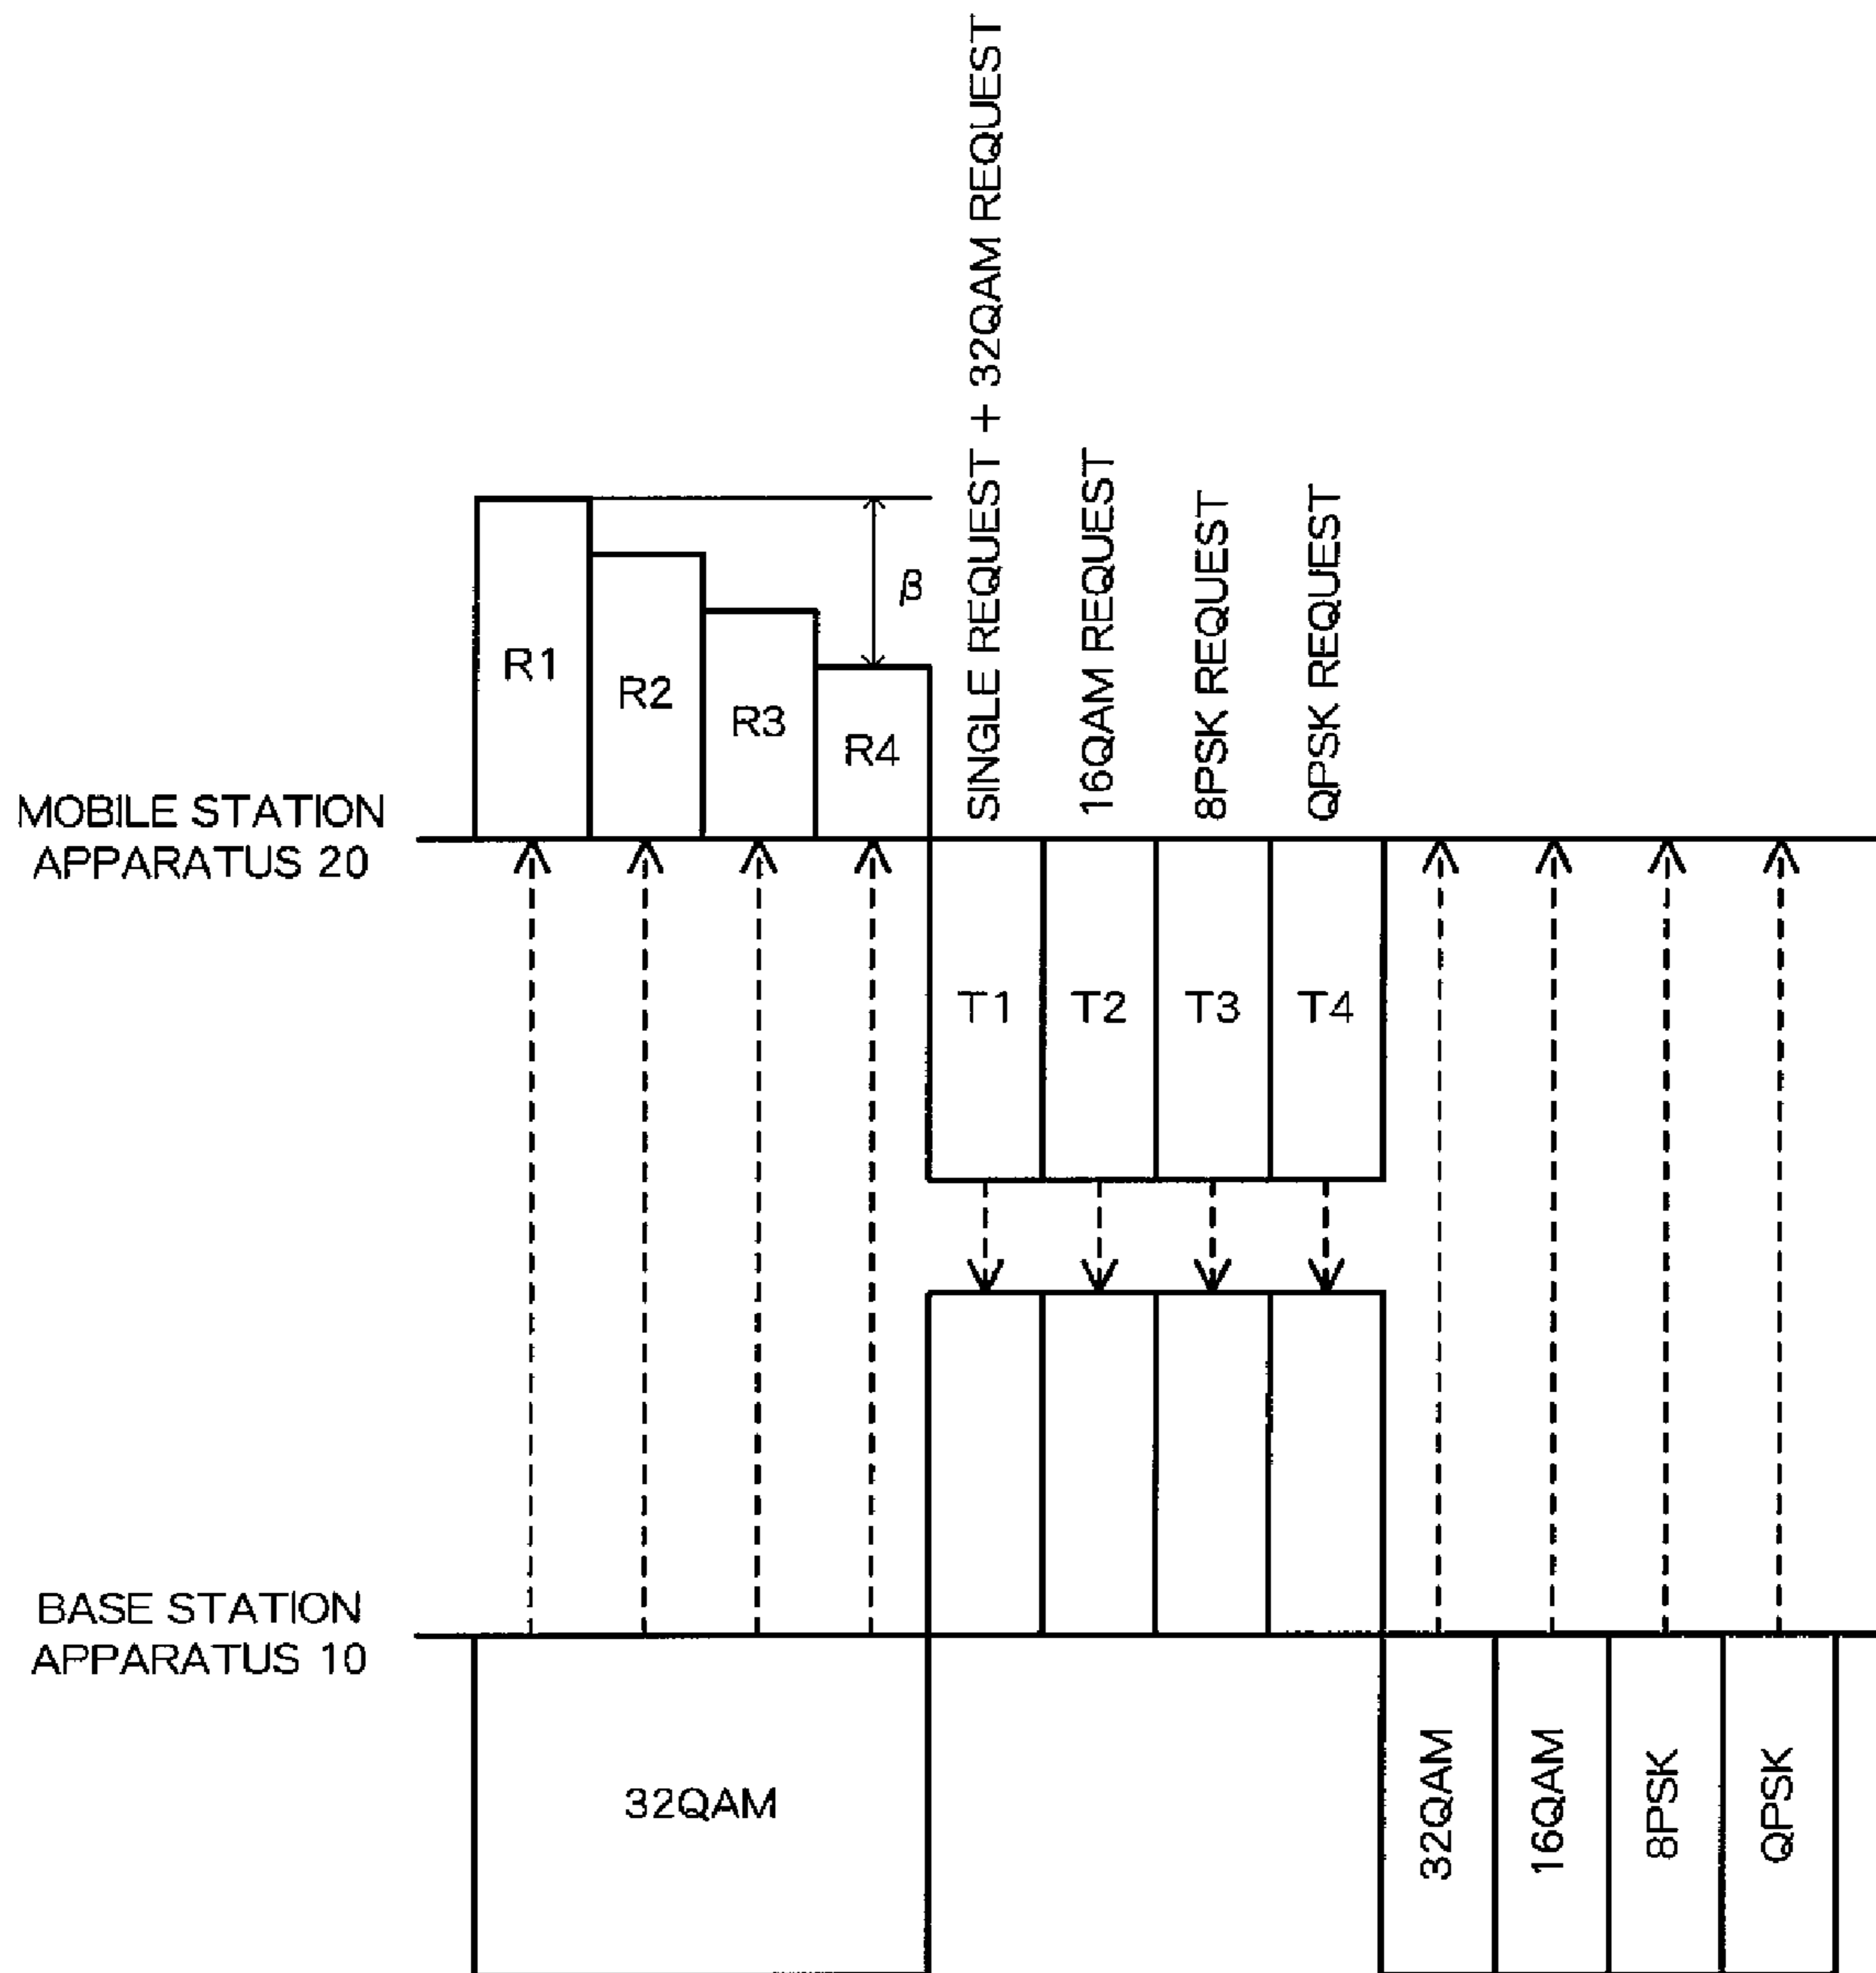 SINGLE REQUEST + 32QAM REQUEST
16QAM REQUEST
8PSK REQUEST
QPSK REQUEST
β
R1
R2
R3
R4
MOBILE STATION
APPARATUS 20
T1
T2
T3
T4
BASE STATION
APPARATUS 10
32QAM
32QAM
16QAM
8PSK
QPSK